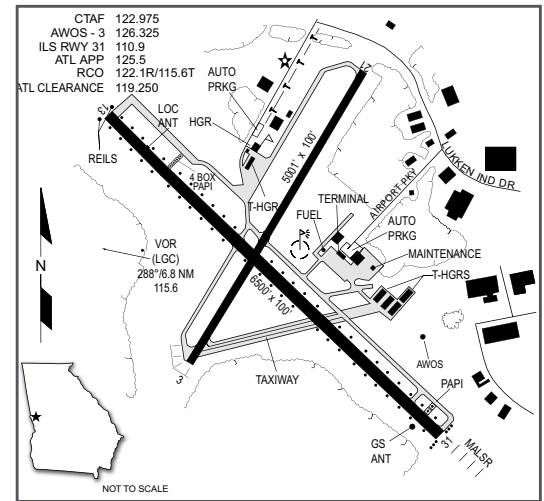 CTAF 122.975
AWOS - 3 126.325
ILS RWY 31 110.9
ATL APP 125.5
RCO 122.1R/115.6T
ATL CLEARANCE 119.250
AUTO
PRKG
HGR
LOC
ANT
REILS
13
21
4 BOX
PAPI
T-HGR
5001' X 100'
LUKKEN IND DR
AIRPORT PKY
TERMINAL
FUEL
AUTO
PRKG
MAINTENANCE
T-HGRS
VOR
(LGC)
288°/6.8 NM
115.6
N
6500' X 100'
3
TAXIWAY
AWOS
PAPI
GS
ANT
31
MALSR
NOT TO SCALE
T
T
T
T